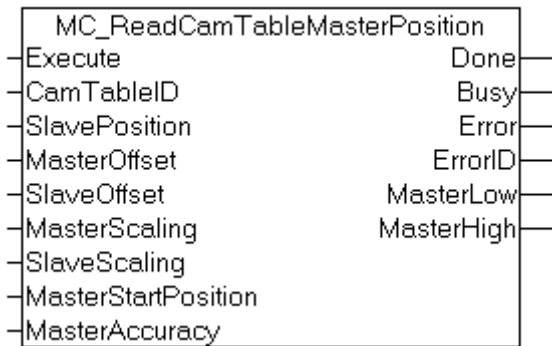 MC_ReadCamTableMasterPosition
Execute Done
CamTableID Busy
SlavePosition Error
MasterOffset ErrorID
SlaveOffset MasterLow
MasterScaling MasterHigh
SlaveScaling
MasterStartPosition
MasterAccuracy